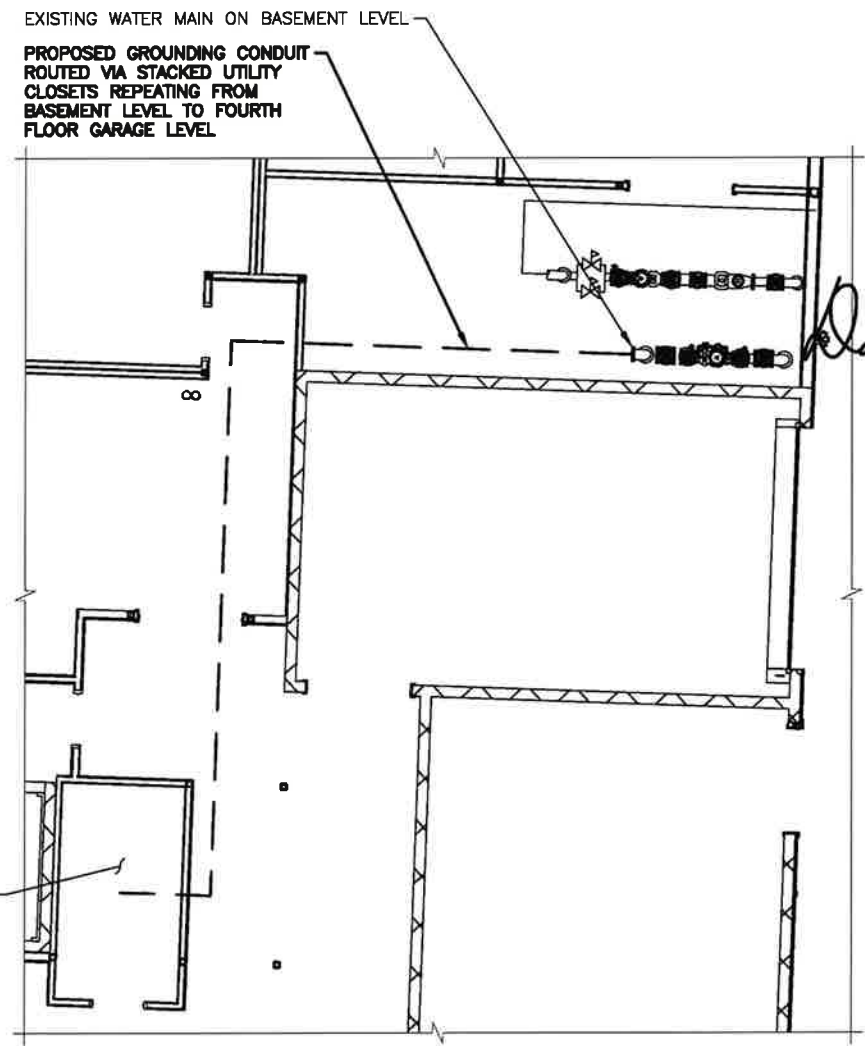 EXISTING WATER MAIN ON BASEMENT LEVEL
PROPOSED GROUNDING CONDUIT
ROUTED VIA STACKED UTILITY
CLOSETS REPEATING FROM
BASEMENT LEVEL TO FOURTH
FLOOR GARAGE LEVEL